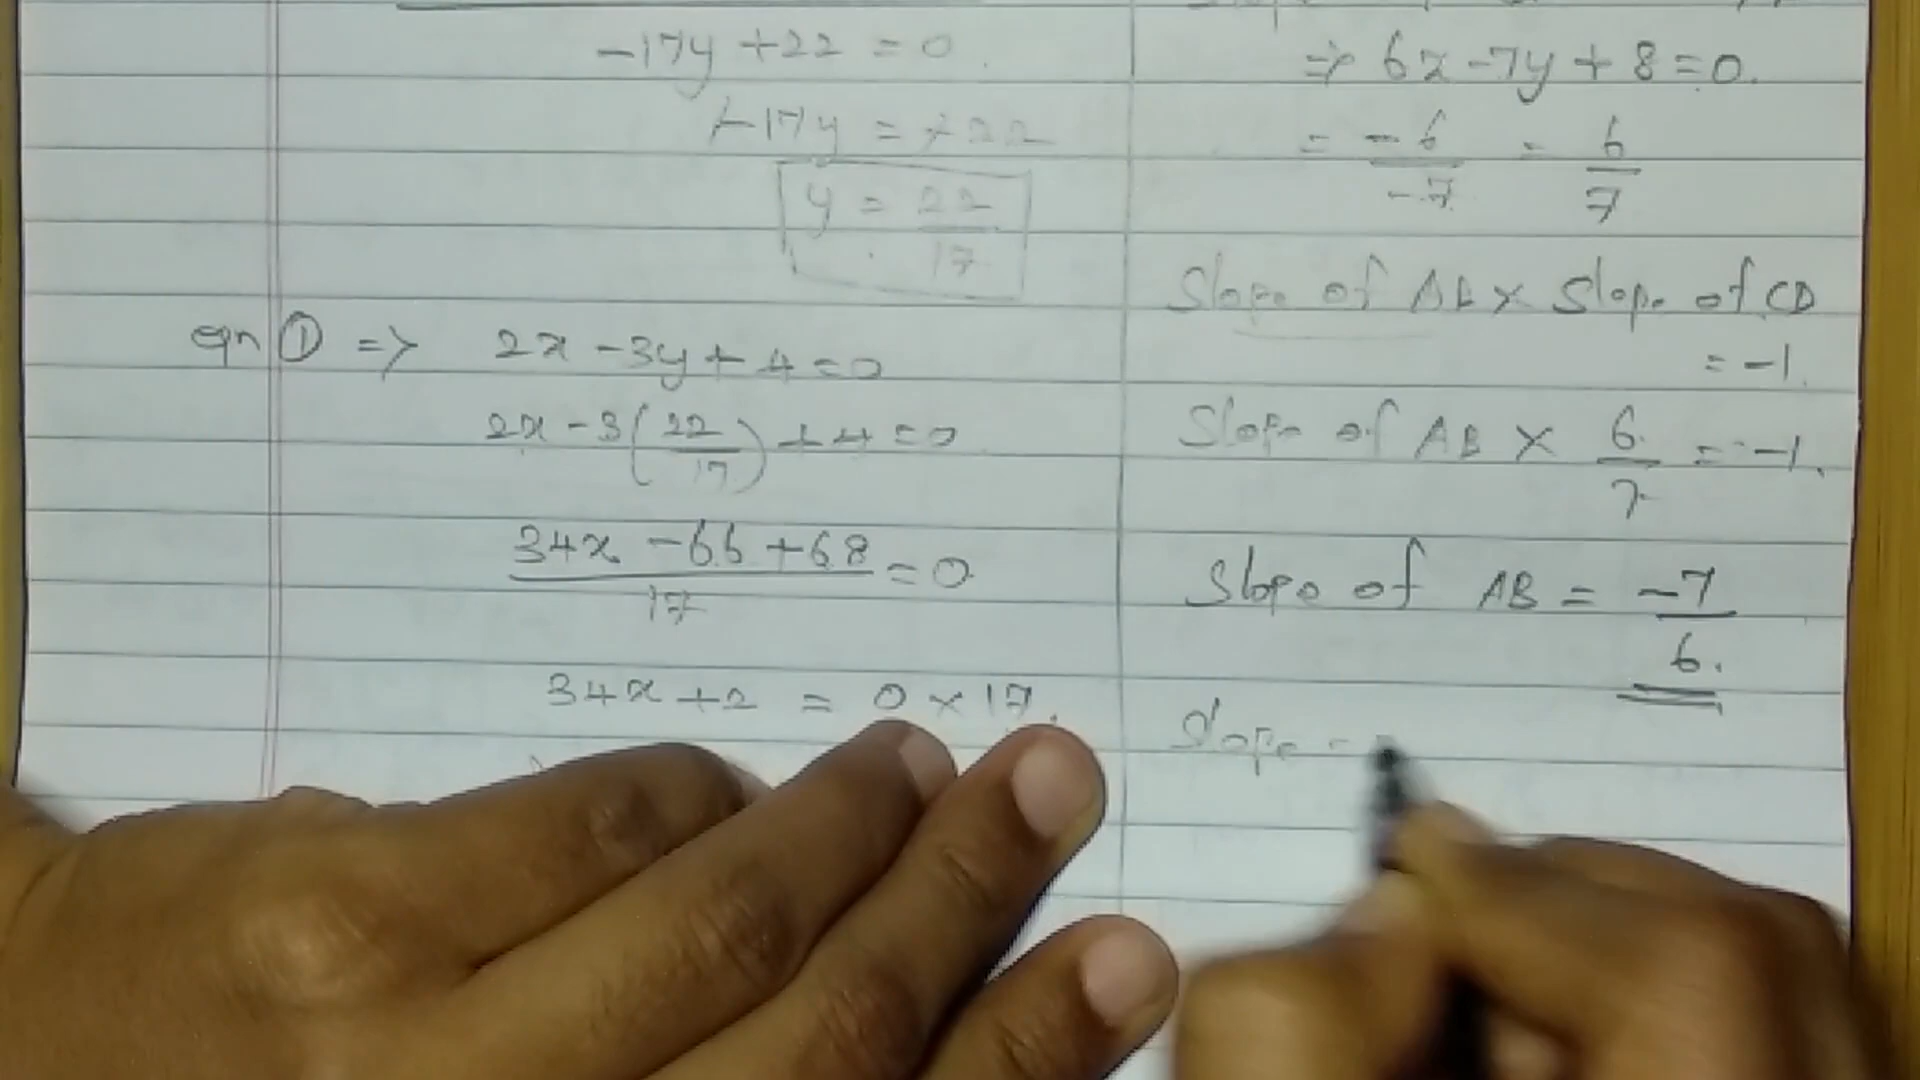 -17y + 22 = 0.
-17y = -22
y = 22/17
eqn ① => 2x - 3y + 4 = 0
2x - 3(22/17) + 4 = 0
34x - 66 + 68/17 = 0
34x + 2 = 0 × 17.
=> 6x - 7y + 8 = 0.
= -6/-7 = 6/7
Slope of AB × Slope of CD
= -1.
Slope of AB × 6/7 = -1.
Slope of AB = -7/6.
Slope =